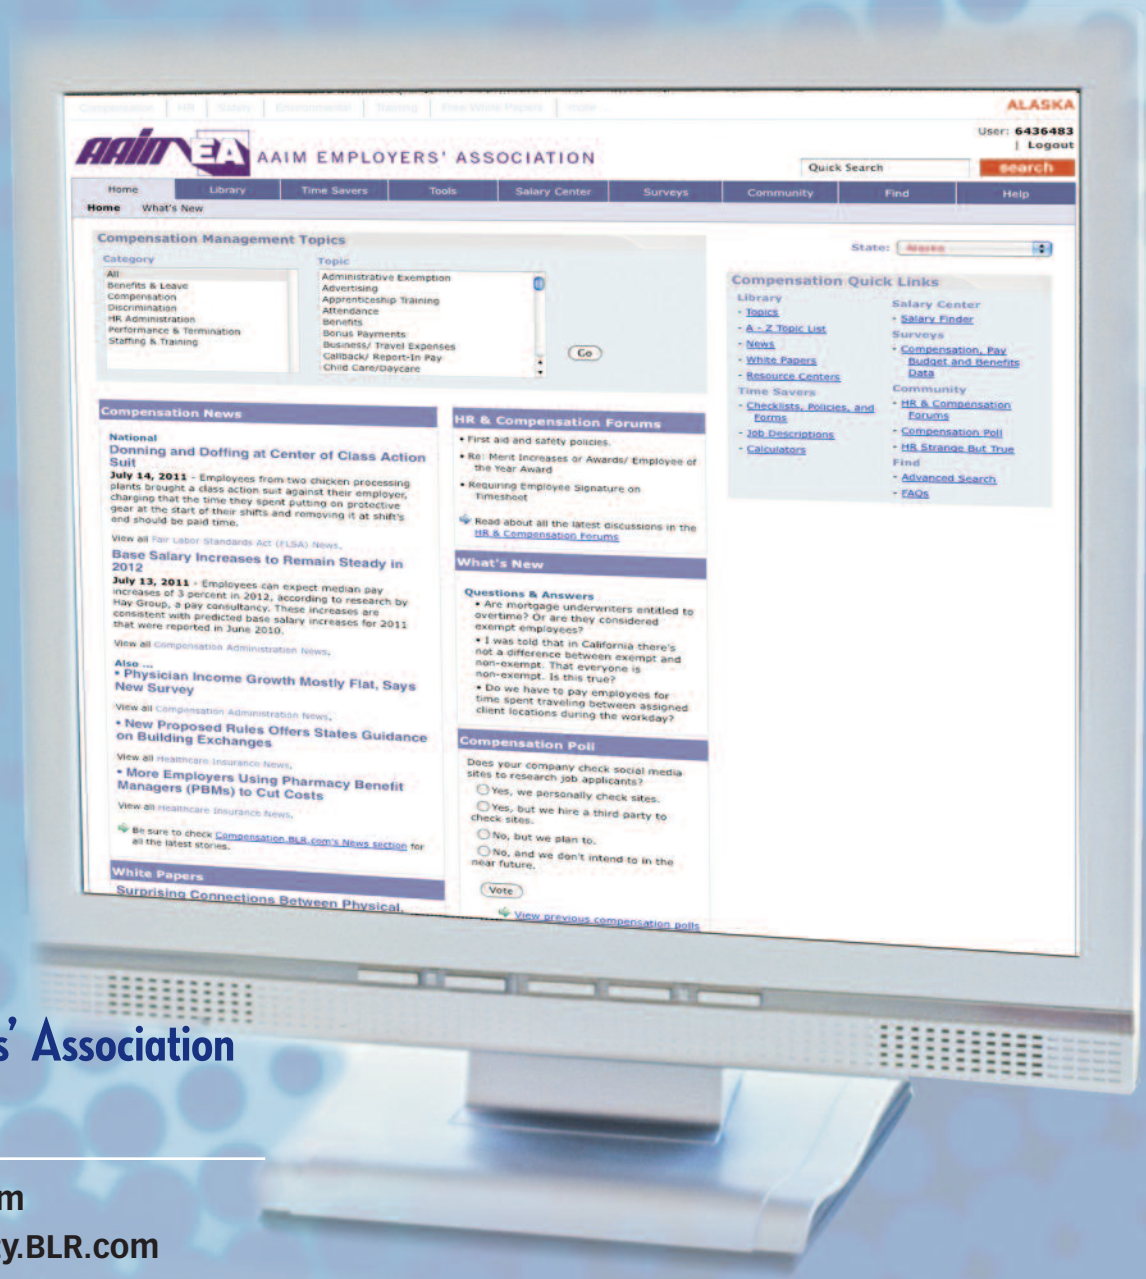 Compensation | HR | Safety | Environmental | Training | Free White Papers | more ...
ALASKA
User: 6436483
| Logout
AAIM EA AAIM EMPLOYERS' ASSOCIATION
Quick Search
search
Home Library Time Savers Tools Salary Center Surveys Community Find Help
Home What's New
Compensation Management Topics
Category
All
Benefits & Leave
Compensation
Discrimination
HR Administration
Performance & Termination
Staffing & Training
Topic
Administrative Exemption
Advertising
Apprenticeship Training
Attendance
Benefits
Bonus Payments
Business/ Travel Expenses
Callback/ Report-In Pay
Child Care/Daycare
Go
State: Alaska
Compensation Quick Links
Library
- Topics
- A - Z Topic List
- News
- White Papers
- Resource Centers
Time Savers
- Checklists, Policies, and
Forms
- Job Descriptions
- Calculators
Salary Center
- Salary Finder
Surveys
- Compensation, Pay
Budget and Benefits
Data
Community
- HR & Compensation
Forums
- Compensation Poll
- HR Strange But True
Find
- Advanced Search
- FAQs
Compensation News
National
Donning and Doffing at Center of Class Action
Suit
July 14, 2011 - Employees from two chicken processing
plants brought a class action suit against their employer,
charging that the time they spent putting on protective
gear at the start of their shifts and removing it at shift's
end should be paid time.
View all Fair Labor Standards Act (FLSA) News.
Base Salary Increases to Remain Steady in
2012
July 13, 2011 - Employees can expect median pay
increases of 3 percent in 2012, according to research by
Hay Group, a pay consultancy. These increases are
consistent with predicted base salary increases for 2011
that were reported in June 2010.
View all Compensation Administration News.
Also ...
• Physician Income Growth Mostly Flat, Says
New Survey
View all Compensation Administration News.
• New Proposed Rules Offers States Guidance
on Building Exchanges
View all Healthcare Insurance News.
• More Employers Using Pharmacy Benefit
Managers (PBMs) to Cut Costs
View all Healthcare Insurance News.
Be sure to check Compensation.BLR.com's News section for
all the latest stories.
White Papers
Surprising Connections Between Physical,
HR & Compensation Forums
• First aid and safety policies.
• Re: Merit Increases or Awards/ Employee of
the Year Award
• Requiring Employee Signature on
Timesheet
Read about all the latest discussions in the
HR & Compensation Forums
What's New
Questions & Answers
• Are mortgage underwriters entitled to
overtime? Or are they considered
exempt employees?
• I was told that in California there's
not a difference between exempt and
non-exempt. That everyone is
non-exempt. Is this true?
• Do we have to pay employees for
time spent traveling between assigned
client locations during the workday?
Compensation Poll
Does your company check social media
sites to research job applicants?
Yes, we personally check sites.
Yes, but we hire a third party to
check sites.
No, but we plan to.
No, and we don't intend to in the
near future.
Vote
View previous compensation polls
s' Association
m
ty.BLR.com